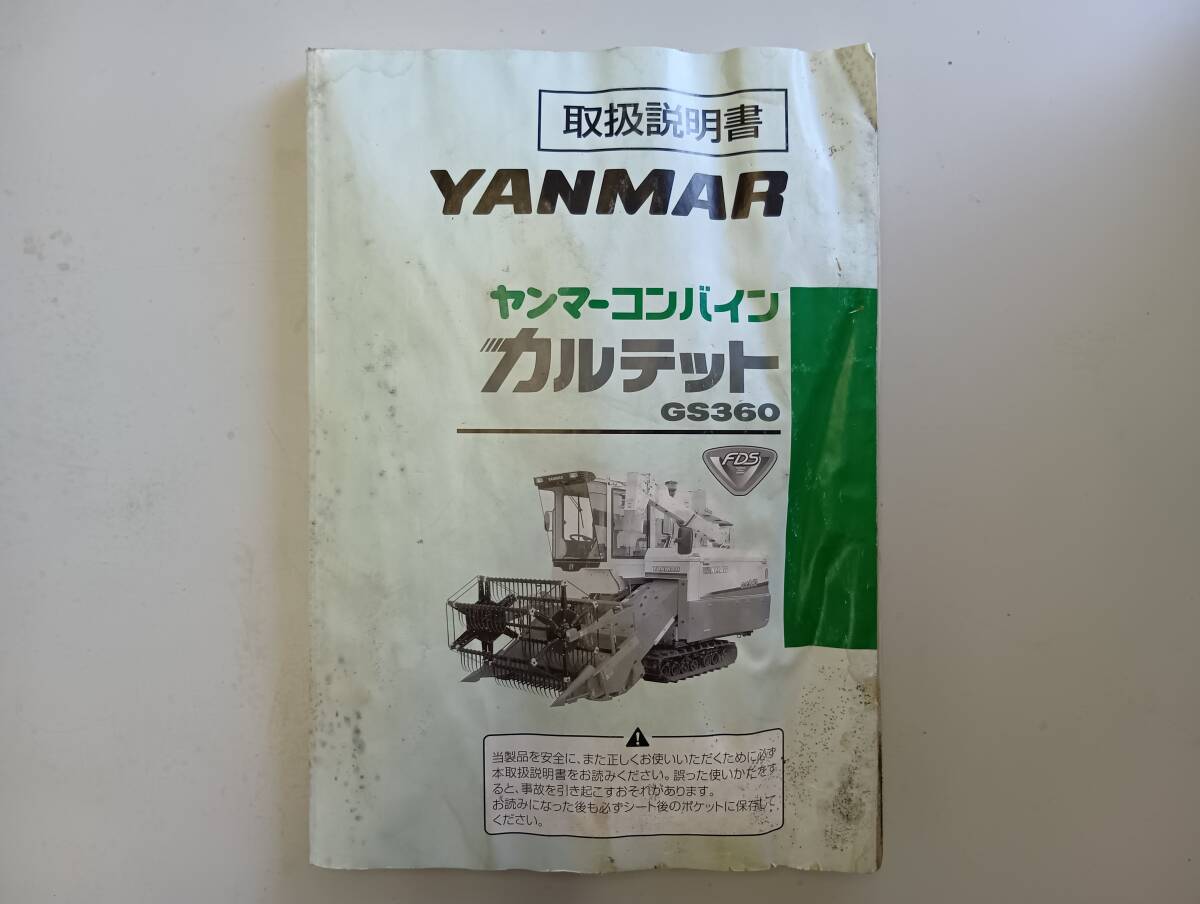 取扱説明書
YANMAR
ヤンマーコンバイン
カルテット
GS360
FDS
YANMAR
YANMAR
当製品を安全に、また正しくお使いいただくために必ず
本取扱説明書をお読みください。誤った使いかたをす
ると、事故を引き起こすおそれがあります。
お読みになった後も必ずシート後のポケットに保存して
ください。